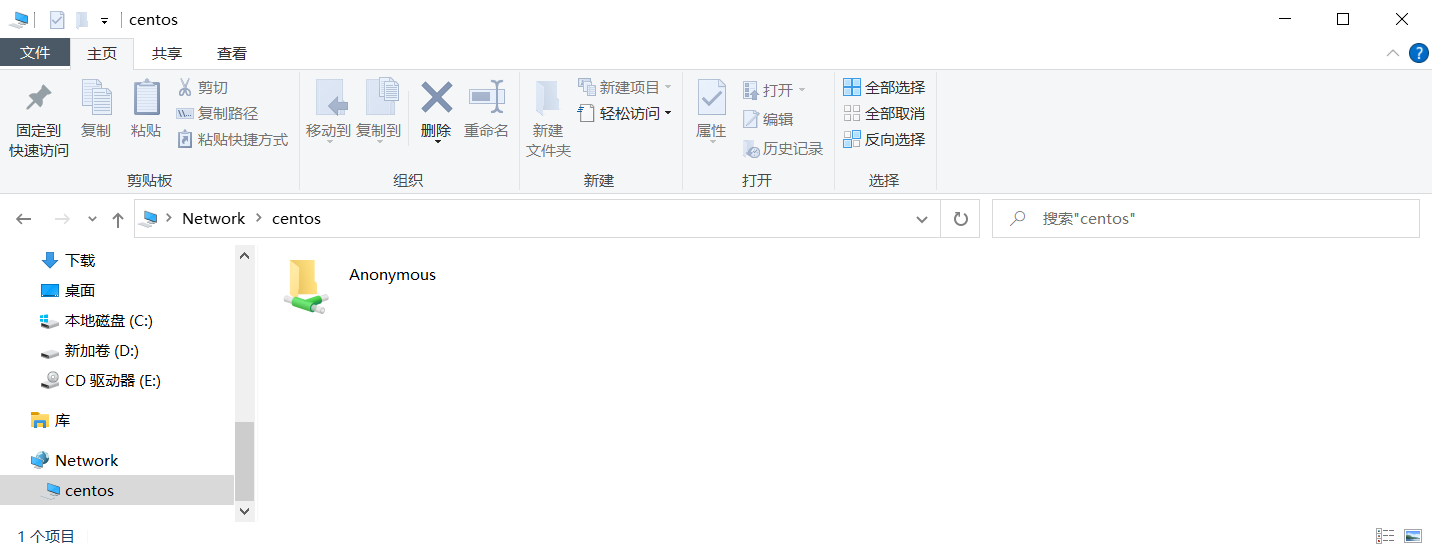 centos
文件 主页 共享 查看
固定到
快速访问
复制
粘贴
剪切
复制路径
粘贴快捷方式
剪贴板
移动到
复制到
删除
重命名
组织
新建
文件夹
新建项目
轻松访问
新建
属性
打开
编辑
历史记录
打开
全部选择
全部取消
反向选择
选择
Network centos
搜索"centos"
下载
桌面
本地磁盘 (C:)
新加卷 (D:)
CD 驱动器 (E:)
库
Network
centos
Anonymous
1 个项目